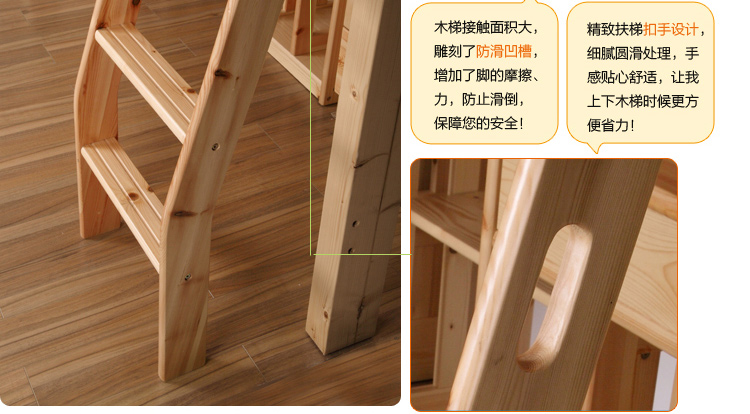 木梯接触面积大，
雕刻了防滑凹槽，
增加了脚的摩擦、
力，防止滑倒，
保障您的安全！
精致扶梯扣手设计，
细腻圆滑处理，手
感贴心舒适，让我
上下木梯时候更方
便省力！